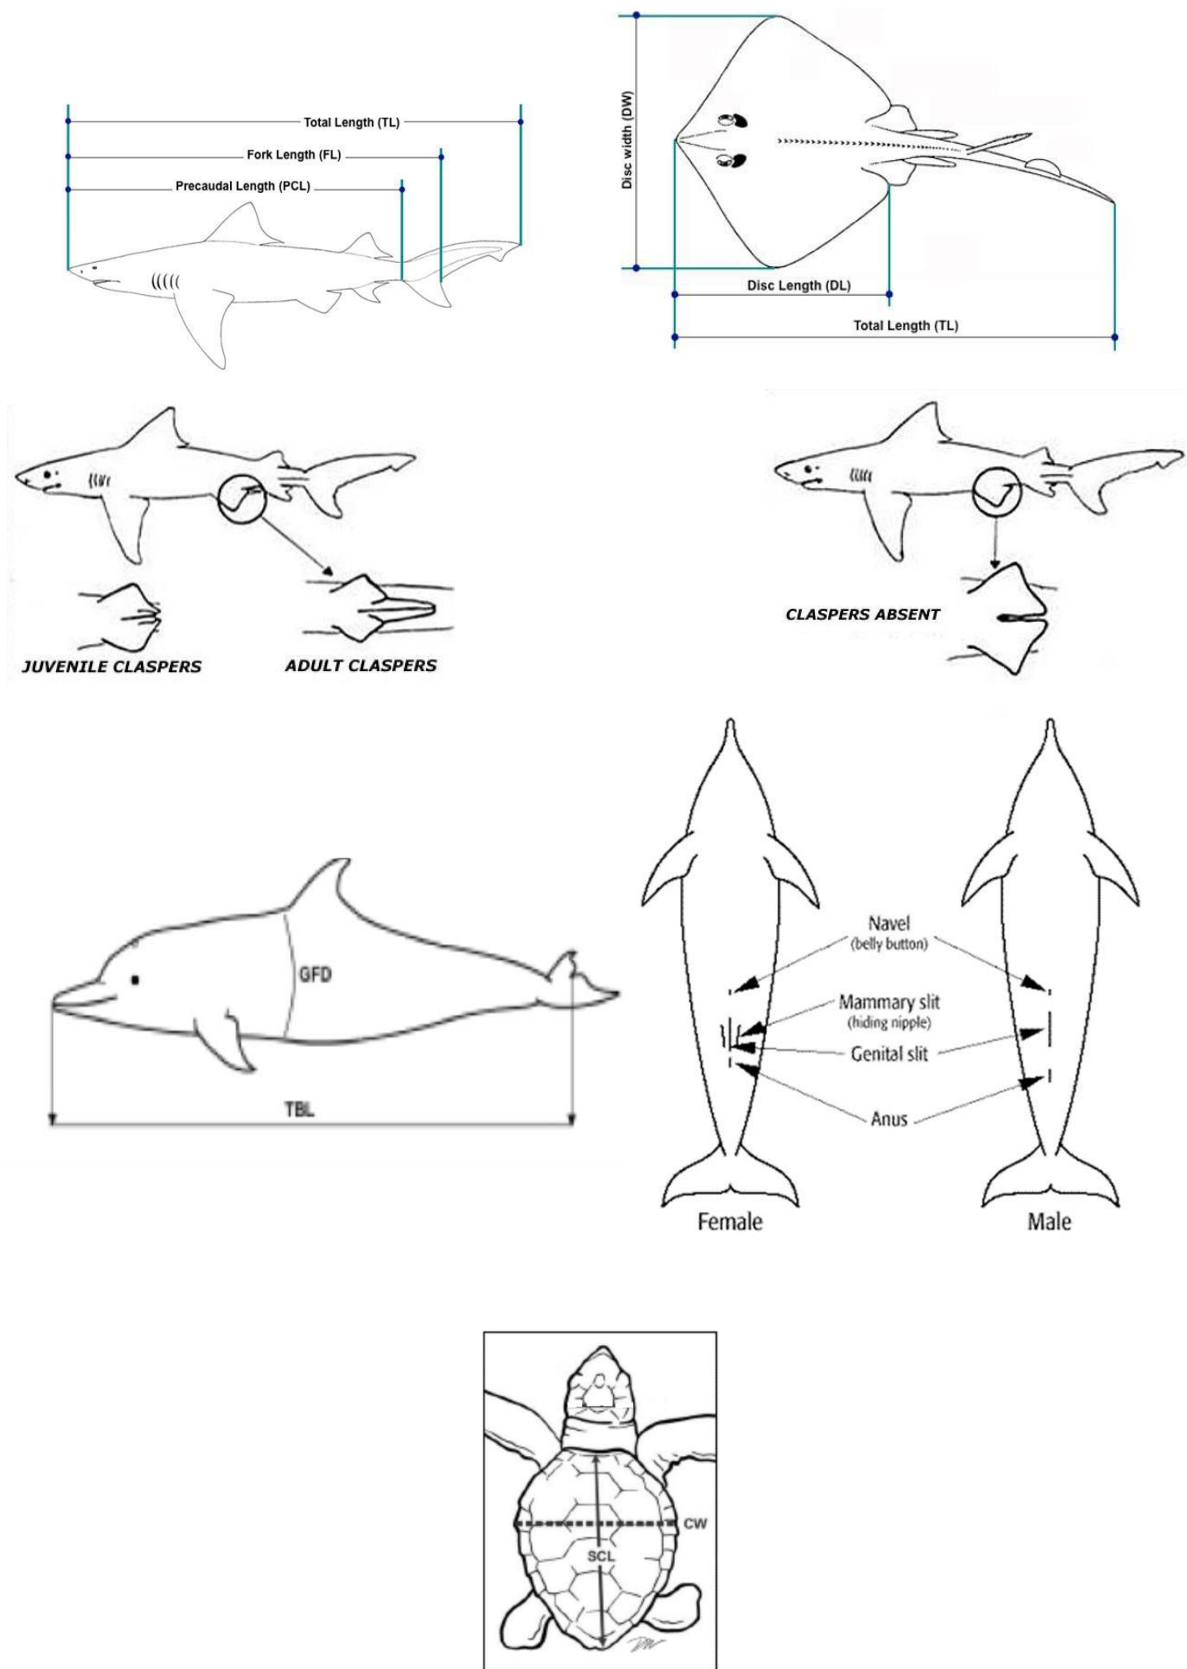 Total Length (TL)
Fork Length (FL)
Precaudal Length (PCL)
Disc width (DW)
Disc Length (DL)
Total Length (TL)
JUVENILE CLASPERS
ADULT CLASPERS
CLASPERS ABSENT
GFD
TBL
Navel
(belly button)
Mammary slit
(hiding nipple)
Genital slit
Anus
Female
Male
CW
SCL